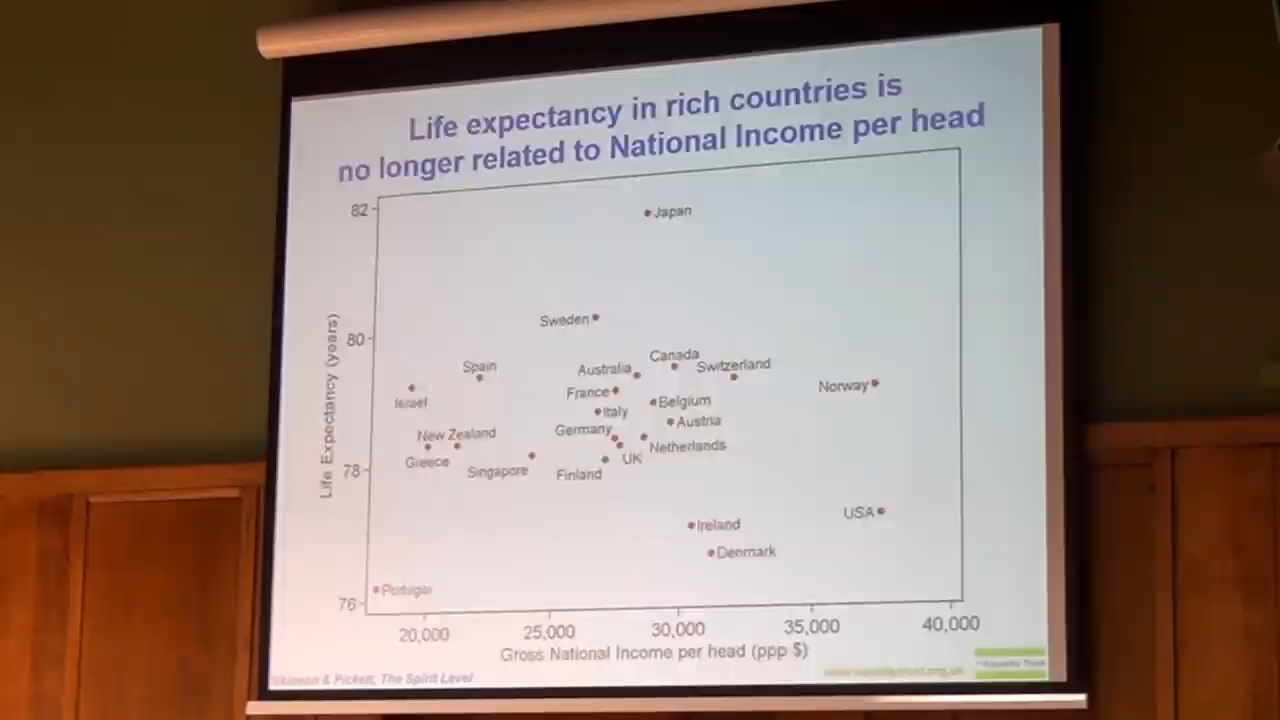 Life expectancy in rich countries is
no longer related to National Income per head
82
Japan
Sweden
80
Canada
Spain
Australia
Switzerland
Norway
France
Israel
Belgium
Italy
Austria
Germany
New Zealand
Netherlands
Greece
UK
78
Singapore
Finland
USA
Ireland
Denmark
Portugal
76
Life Expectancy (years)
20,000
25,000
30,000
35,000
40,000
Gross National Income per head (ppp $)
& Pickett, The Spirit Level